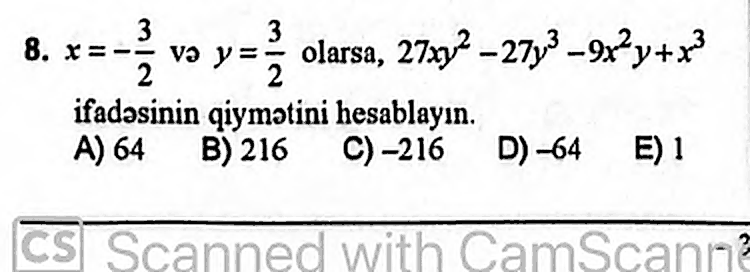 8. x = -3/2 və y = 3/2 olarsa, 27xy² - 27y³ - 9x²y + x³
ifadəsinin qiymətini hesablayın.
A) 64 B) 216 C) -216 D) -64 E) 1
CS Scanned with CamScanne